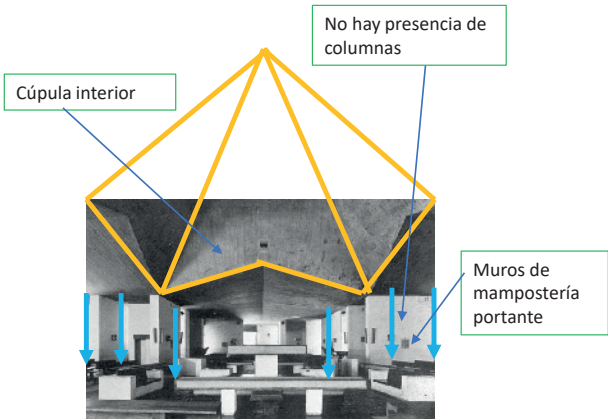 No hay presencia de
columnas
Cúpula interior
Muros de
mampostería
portante